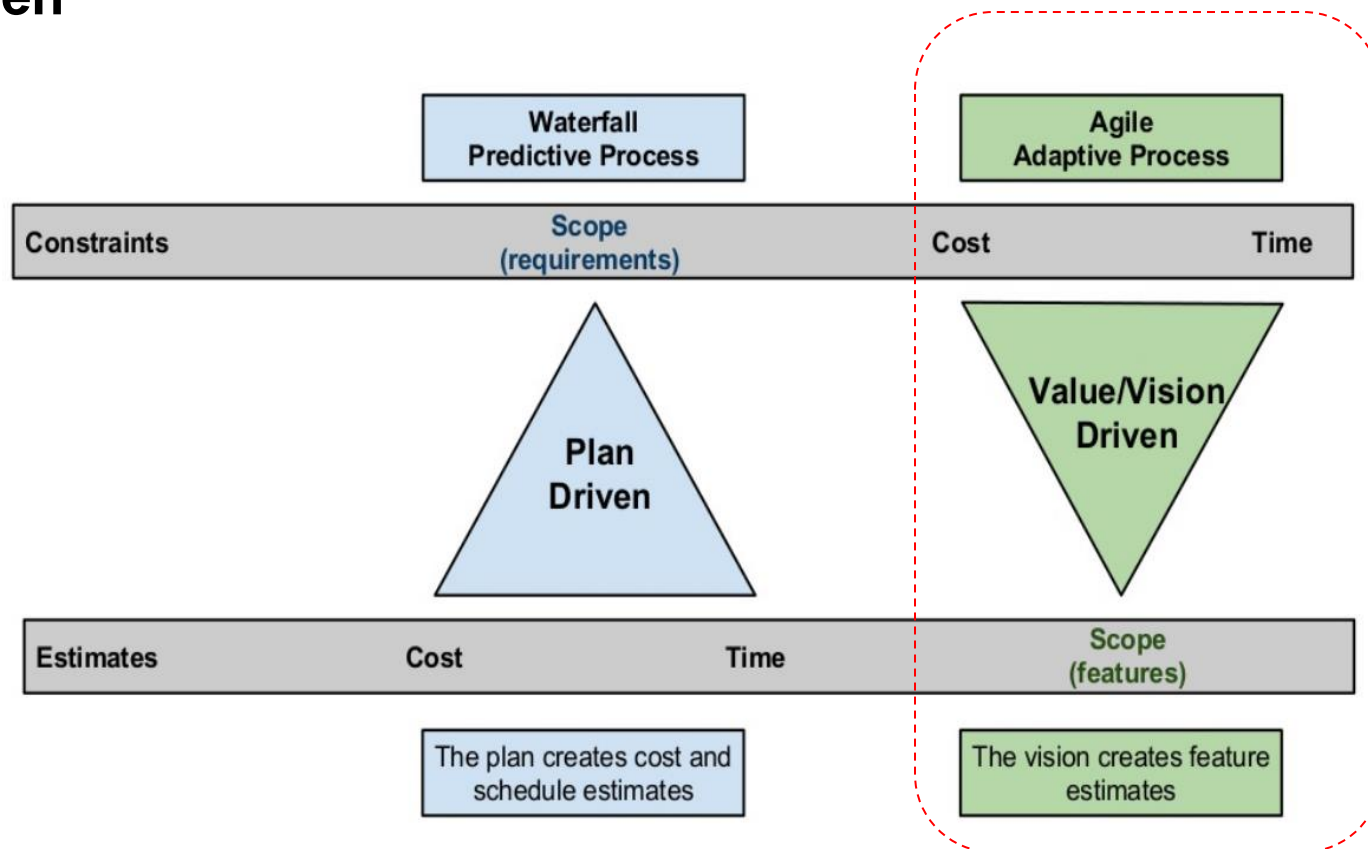 en
Waterfall
Predictive Process
Agile
Adaptive Process
Constraints
Scope
(requirements)
Cost
Time
Plan
Driven
Value/Vision
Driven
Estimates
Cost
Time
Scope
(features)
The plan creates cost and
schedule estimates
The vision creates feature
estimates